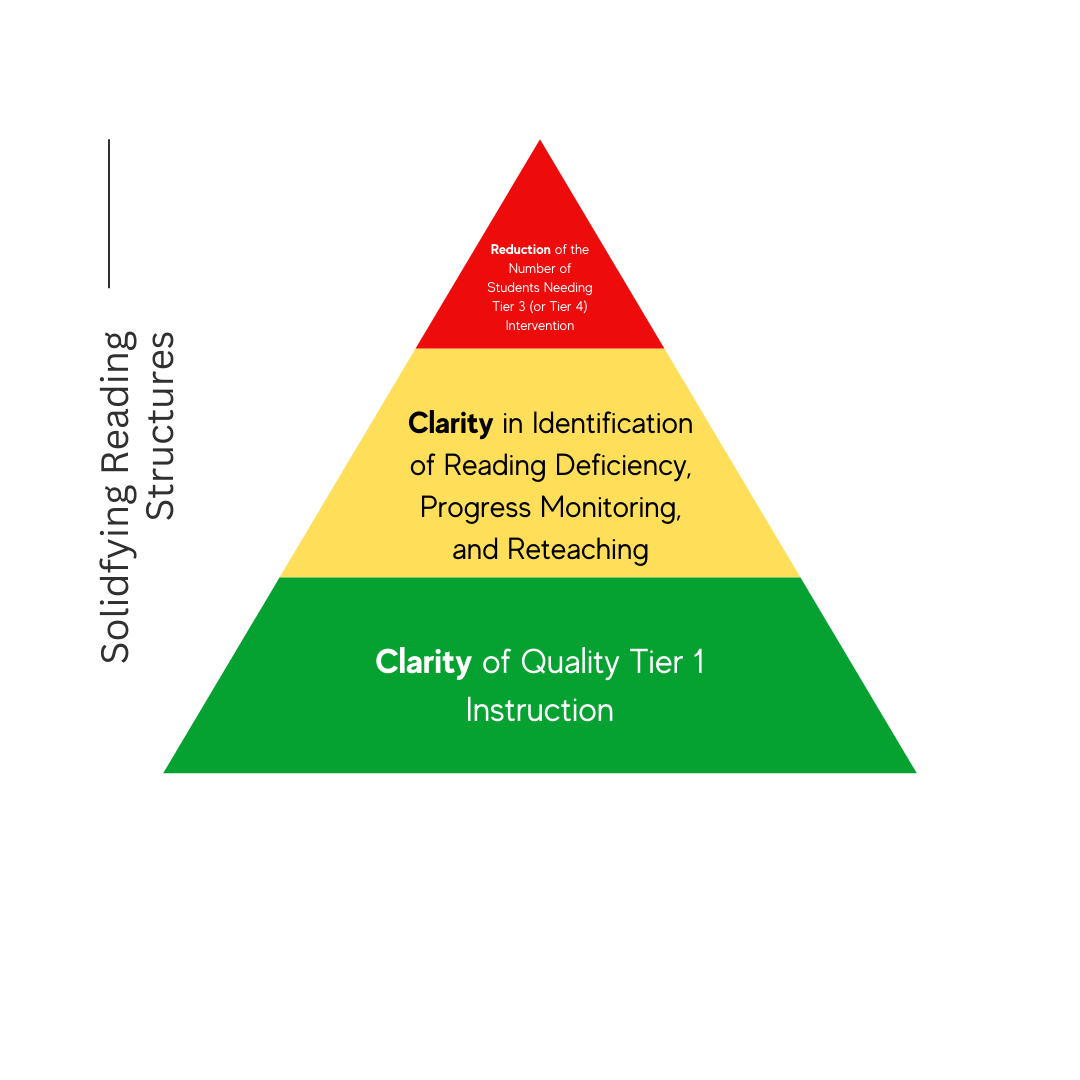 Solidfying Reading
Structures
Reduction of the
Number of
Students Needing
Tier 3 (or Tier 4)
Intervention
Clarity in Identification
of Reading Deficiency,
Progress Monitoring,
and Reteaching
Clarity of Quality Tier 1
Instruction